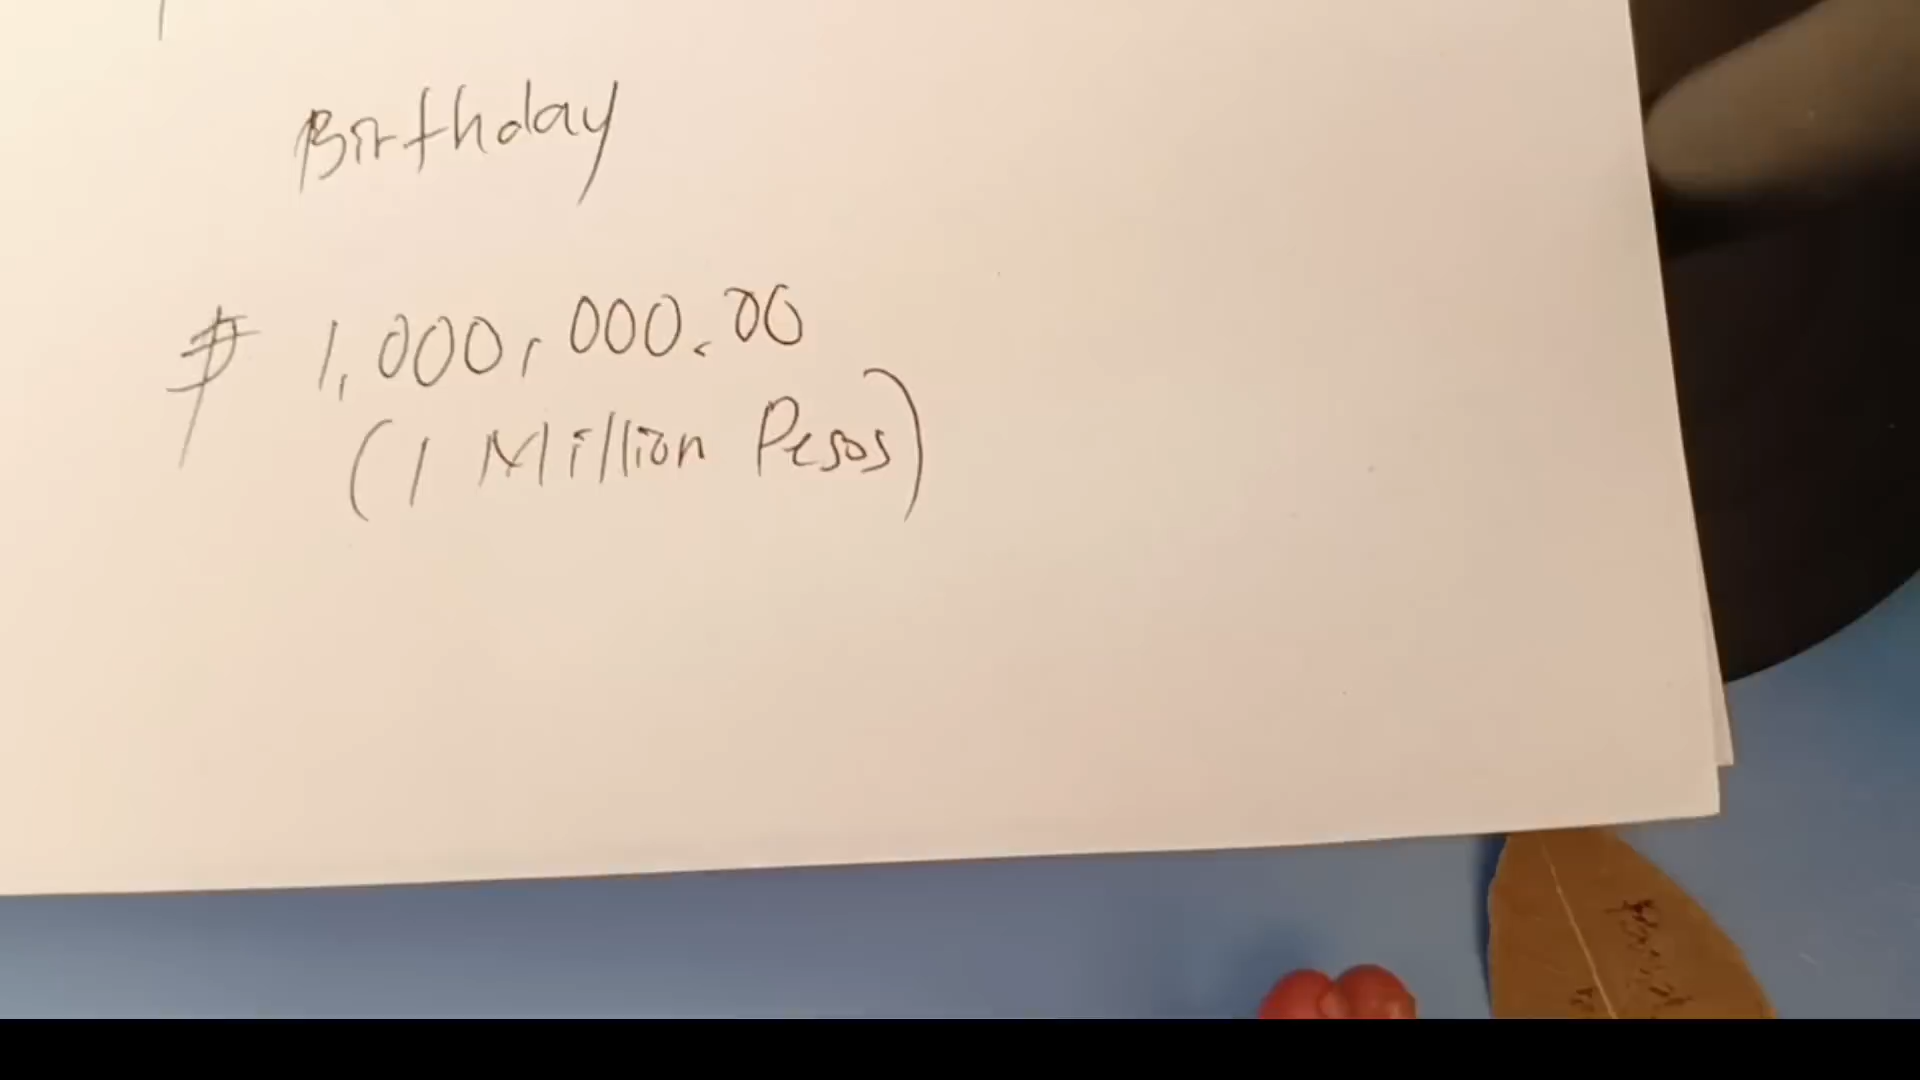 Birthday
₱ 1,000,000.00
(1 Million Pesos)